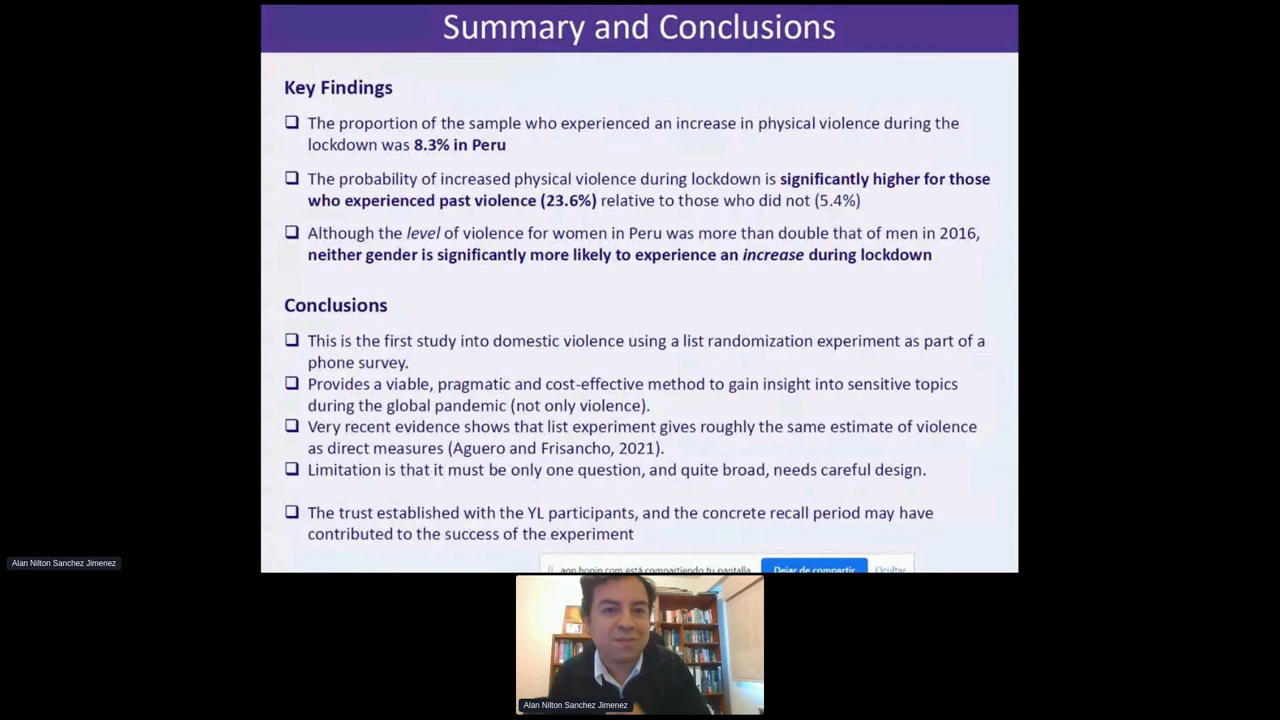 Summary and Conclusions
Key Findings
The proportion of the sample who experienced an increase in physical violence during the
lockdown was 8.3% in Peru
The probability of increased physical violence during lockdown is significantly higher for those
who experienced past violence (23.6%) relative to those who did not (5.4%)
Although the level of violence for women in Peru was more than double that of men in 2016,
neither gender is significantly more likely to experience an increase during lockdown
Conclusions
This is the first study into domestic violence using a list randomization experiment as part of a
phone survey.
Provides a viable, pragmatic and cost-effective method to gain insight into sensitive topics
during the global pandemic (not only violence).
Very recent evidence shows that list experiment gives roughly the same estimate of violence
as direct measures (Aguero and Frisancho, 2021).
Limitation is that it must be only one question, and quite broad, needs careful design.
The trust established with the YL participants, and the concrete recall period may have
contributed to the success of the experiment
Alan Nilton Sanchez Jimenez
app.hopin.com está compartiendo tu pantalla. Dejar de compartir Ocultar
Alan Nilton Sanchez Jimenez